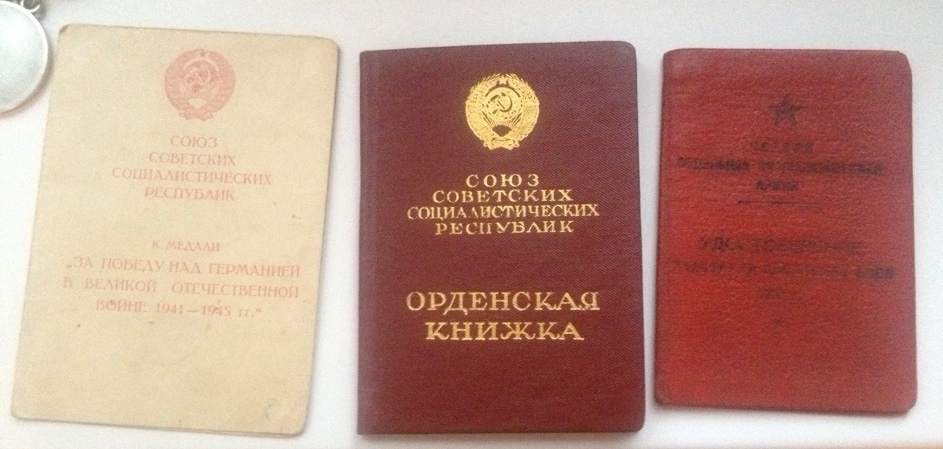 СОЮЗ
СОВЕТСКИХ
СОЦИАЛИСТИЧЕСКИХ
РЕСПУБЛИК
К МЕДАЛИ
„ЗА ПОБЕДУ НАД ГЕРМАНИЕЙ
В ВЕЛИКОЙ ОТЕЧЕСТВЕННОЙ
ВОЙНЕ 1941—1945 гг."
СОЮЗ
СОВЕТСКИХ
СОЦИАЛИСТИЧЕСКИХ
РЕСПУБЛИК
ОРДЕНСКАЯ
КНИЖКА
АРМИЯ
УДОСТОВЕРЕНИЕ